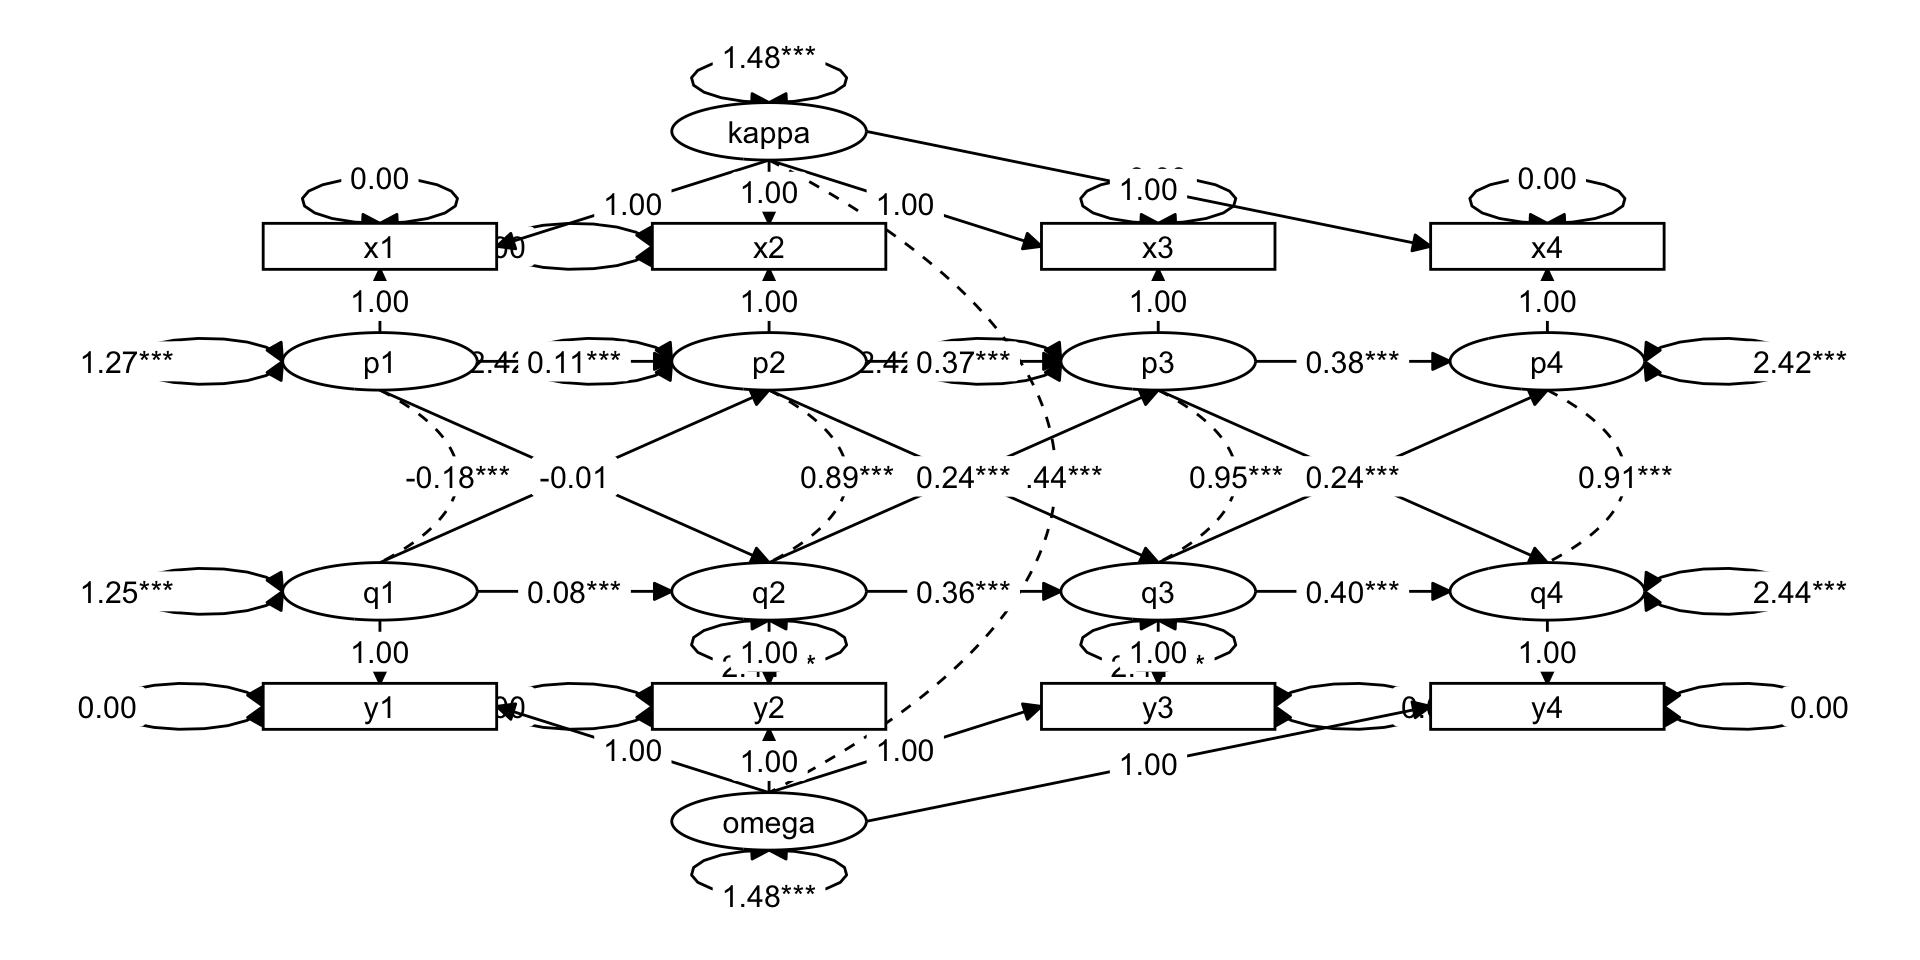 1.48***
kappa
0.00 1.00 0.00
1.00 1.00 1.00
x1 x2 x3 x4
1.00 1.00 1.00 1.00
1.27*** p1 0.11*** p2 0.37*** p3 0.38*** p4 2.42***
-0.18*** -0.01 0.89*** 0.24*** .44*** 0.95*** 0.24*** 0.91***
1.25*** q1 0.08*** q2 0.36*** q3 0.40*** q4 2.44***
1.00 1.00 1.00 1.00
0.00 y1 y2 y3 y4 0.00
1.00 1.00 1.00 1.00
omega
1.48***